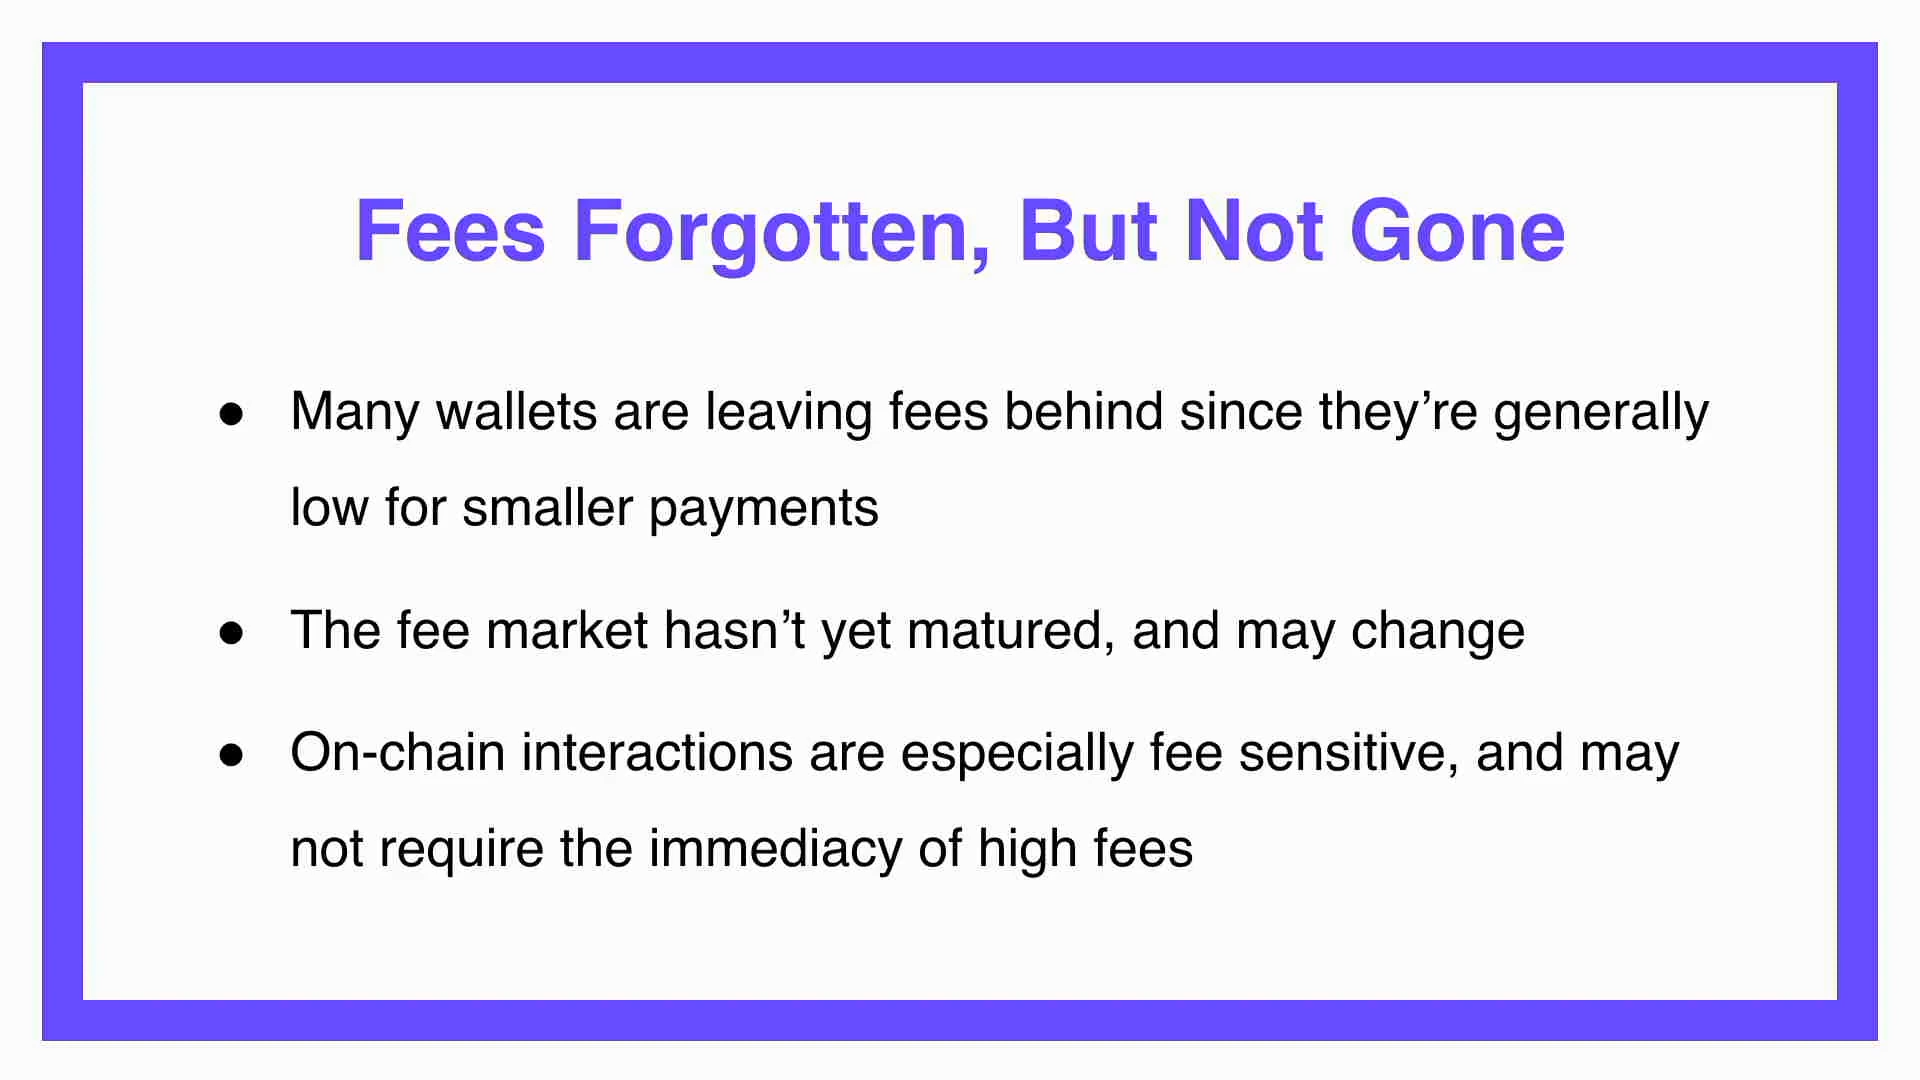 Fees Forgotten, But Not Gone
● Many wallets are leaving fees behind since they’re generally
low for smaller payments
● The fee market hasn’t yet matured, and may change
● On-chain interactions are especially fee sensitive, and may
not require the immediacy of high fees